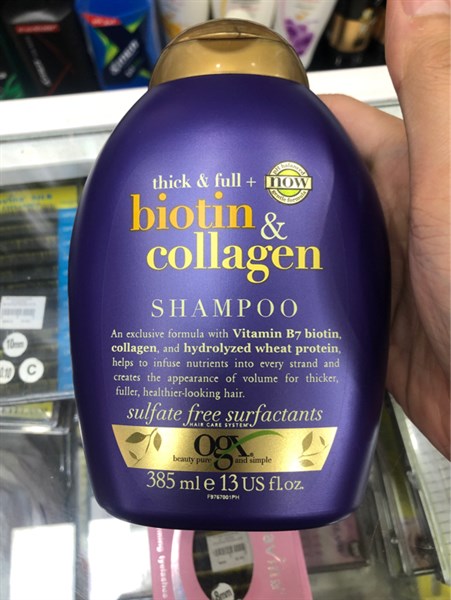 thick & full +
now
biotin &
collagen
SHAMPOO
An exclusive formula with Vitamin B7 biotin,
collagen, and hydrolyzed wheat protein,
helps to infuse nutrients into every strand and
creates the appearance of volume for thicker,
fuller, healthier-looking hair.
sulfate free surfactants
HAIR CARE SYSTEM
ogx
beauty pure and simple
385 ml e 13 US fl.oz.
10mm
C